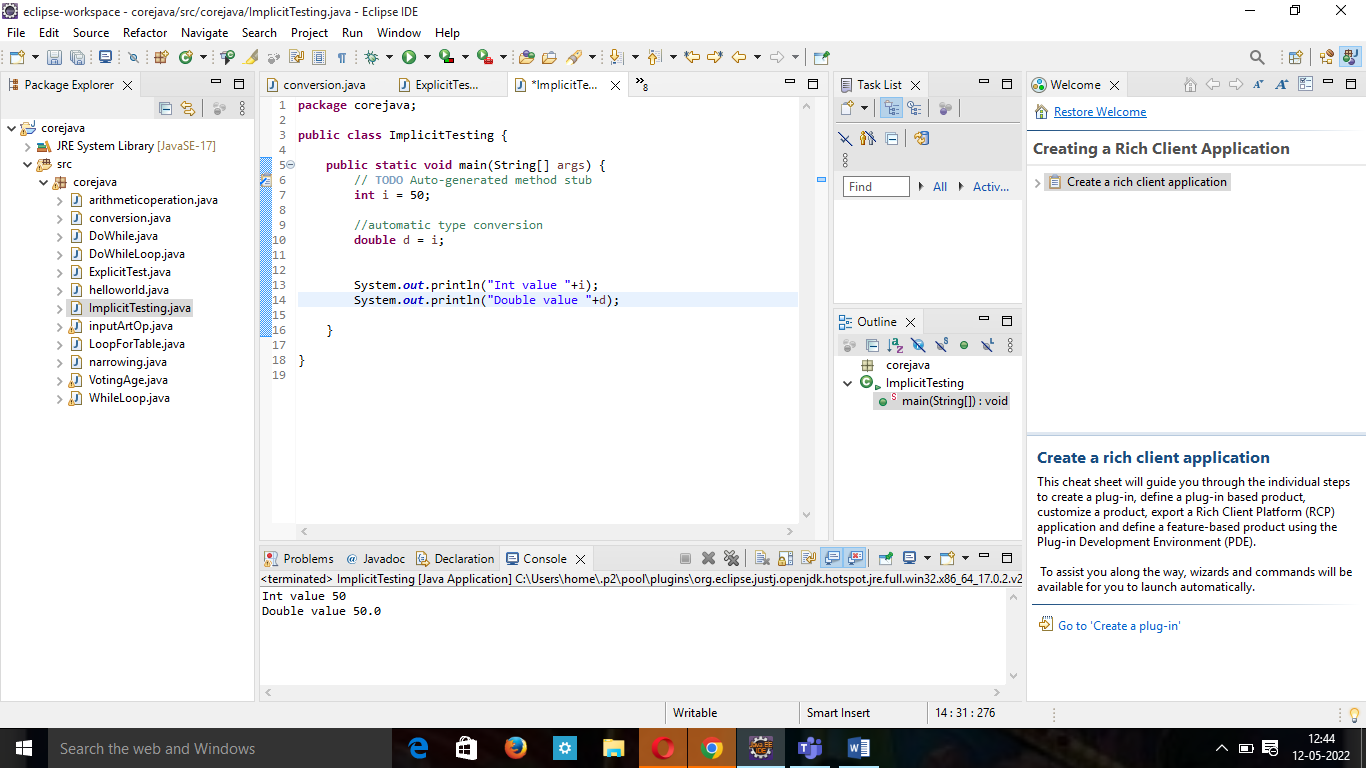 eclipse-workspace - corejava/src/corejava/ImplicitTesting.java - Eclipse IDE
File Edit Source Refactor Navigate Search Project Run Window Help
Package Explorer
corejava
JRE System Library [JavaSE-17]
src
corejava
arithmeticoperation.java
conversion.java
DoWhile.java
DoWhileLoop.java
ExplicitTest.java
helloworld.java
ImplicitTesting.java
inputArtOp.java
LoopForTable.java
narrowing.java
VotingAge.java
WhileLoop.java
conversion.java ExplicitTes... *ImplicitTe... »8
1 package corejava;
2
3 public class ImplicitTesting {
4
5 public static void main(String[] args) {
6 // TODO Auto-generated method stub
7 int i = 50;
8
9 //automatic type conversion
10 double d = i;
11
12
13 System.out.println("Int value "+i);
14 System.out.println("Double value "+d);
15
16 }
17
18 }
19
Problems @ Javadoc Declaration Console
<terminated> ImplicitTesting [Java Application] C:\Users\home\.p2\pool\plugins\org.eclipse.justj.openjdk.hotspot.jre.full.win32.x86_64_17.0.2.v2
Int value 50
Double value 50.0
Task List
Find All Activ...
Outline
corejava
ImplicitTesting
main(String[]) : void
Welcome
Restore Welcome
Creating a Rich Client Application
Create a rich client application
Create a rich client application
This cheat sheet will guide you through the individual steps
to create a plug-in, define a plug-in based product,
customize a product, export a Rich Client Platform (RCP)
application and define a feature-based product using the
Plug-in Development Environment (PDE).
To assist you along the way, wizards and commands will be
available for you to launch automatically.
Go to 'Create a plug-in'
Writable Smart Insert 14 : 31 : 276
Search the web and Windows
12:44
12-05-2022